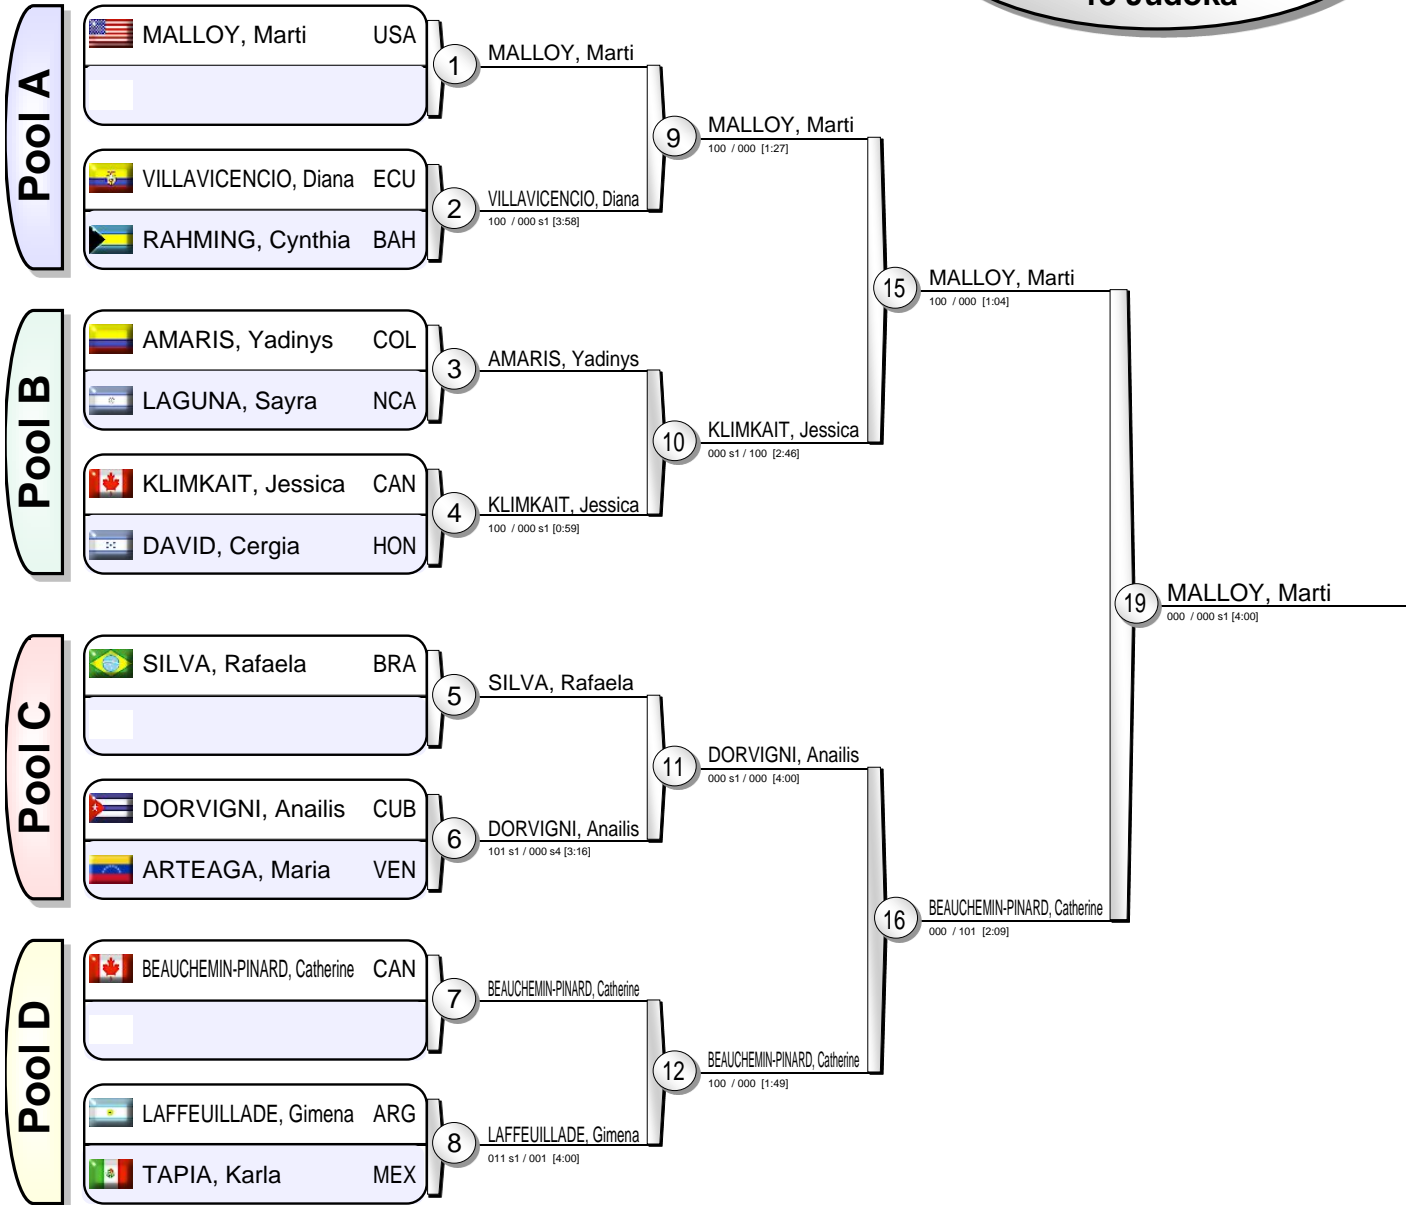 13 Judoka
Pool A
MALLOY, Marti USA
1
MALLOY, Marti
VILLAVICENCIO, Diana ECU
RAHMING, Cynthia BAH
2
VILLAVICENCIO, Diana
100 / 000 s1 [3:58]
9
MALLOY, Marti
100 / 000 [1:27]
Pool B
AMARIS, Yadinys COL
LAGUNA, Sayra NCA
3
AMARIS, Yadinys
KLIMKAIT, Jessica CAN
DAVID, Cergia HON
4
KLIMKAIT, Jessica
100 / 000 s1 [0:59]
10
KLIMKAIT, Jessica
000 s1 / 100 [2:46]
15
MALLOY, Marti
100 / 000 [1:04]
Pool C
SILVA, Rafaela BRA
5
SILVA, Rafaela
DORVIGNI, Anailis CUB
ARTEAGA, Maria VEN
6
DORVIGNI, Anailis
101 s1 / 000 s4 [3:16]
11
DORVIGNI, Anailis
000 s1 / 000 [4:00]
Pool D
BEAUCHEMIN-PINARD, Catherine CAN
7
BEAUCHEMIN-PINARD, Catherine
LAFFEUILLADE, Gimena ARG
TAPIA, Karla MEX
8
LAFFEUILLADE, Gimena
011 s1 / 001 [4:00]
12
BEAUCHEMIN-PINARD, Catherine
100 / 000 [1:49]
16
BEAUCHEMIN-PINARD, Catherine
000 / 101 [2:09]
19
MALLOY, Marti
000 / 000 s1 [4:00]